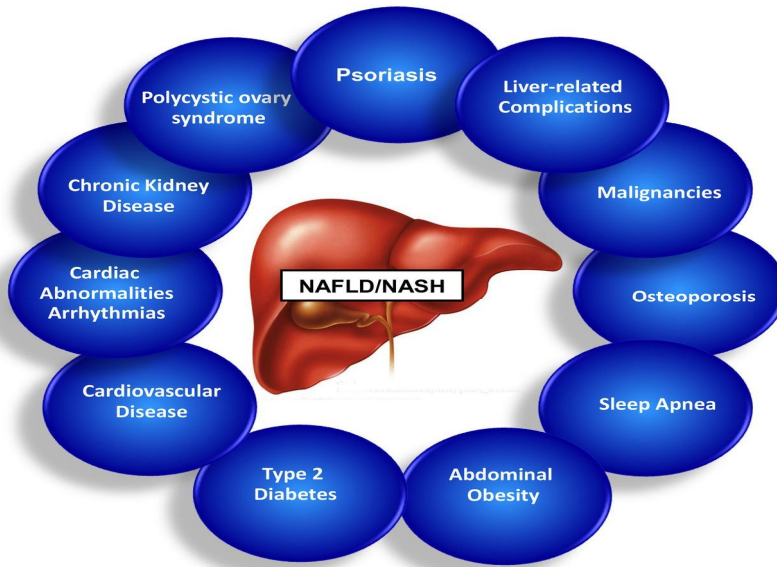 Psoriasis
Liver-related
Complications
Malignancies
Osteoporosis
Sleep Apnea
Abdominal
Obesity
Type 2
Diabetes
Cardiovascular
Disease
Cardiac
Abnormalities
Arrhythmias
Chronic Kidney
Disease
Polycystic ovary
syndrome
NAFLD/NASH